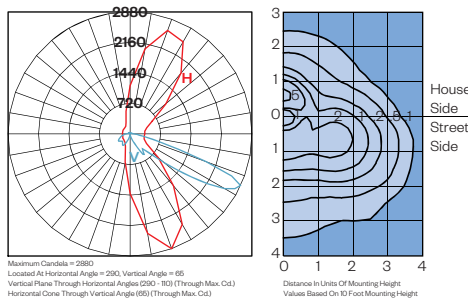 2880
2160
1440
720
H
V
Maximum Candela = 2880
Located At Horizontal Angle = 290, Vertical Angle = 65
Vertical Plane Through Horizontal Angles (290 - 110) (Through Max. Cd.)
Horizontal Cone Through Vertical Angle (65) (Through Max. Cd.)
3
2
1
0
1
2
3
4
5
1
.2
.1
.1
House
Side
Street
Side
0 1 2 3 4
Distance In Units Of Mounting Height
Values Based On 10 Foot Mounting Height